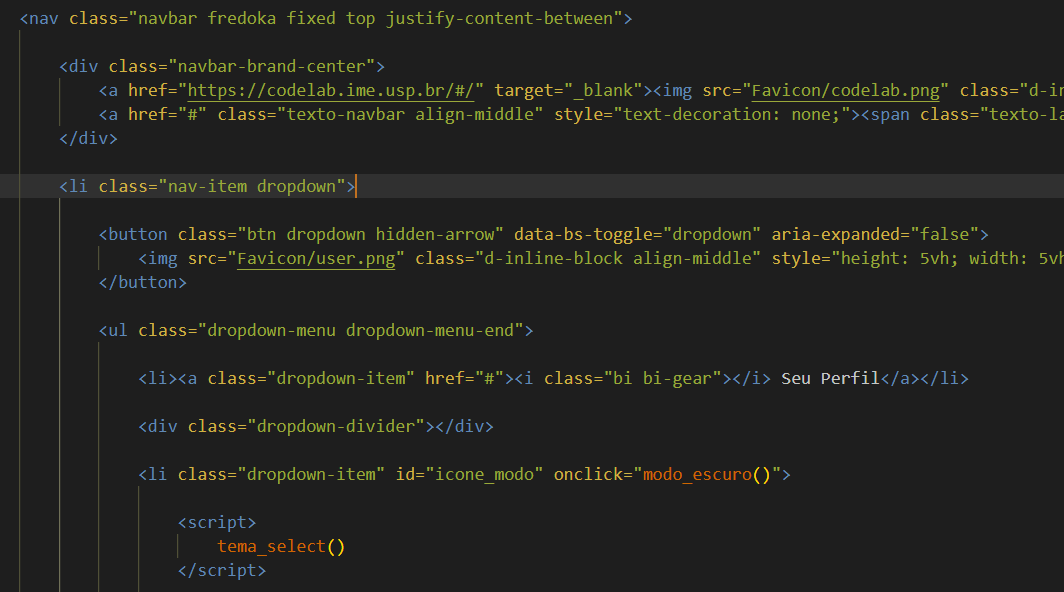 <nav class="navbar fredoka fixed top justify-content-between">
<div class="navbar-brand-center">
<a href="https://codelab.ime.usp.br/#/" target="_blank"><img src="Favicon/codelab.png" class="d-in
<a href="#" class="texto-navbar align-middle" style="text-decoration: none;"><span class="texto-la
</div>
<li class="nav-item dropdown">
<button class="btn dropdown hidden-arrow" data-bs-toggle="dropdown" aria-expanded="false">
<img src="Favicon/user.png" class="d-inline-block align-middle" style="height: 5vh; width: 5vh
</button>
<ul class="dropdown-menu dropdown-menu-end">
<li><a class="dropdown-item" href="#"><i class="bi bi-gear"></i> Seu Perfil</a></li>
<div class="dropdown-divider"></div>
<li class="dropdown-item" id="icone_modo" onclick="modo_escuro()">
<script>
tema_select()
</script>